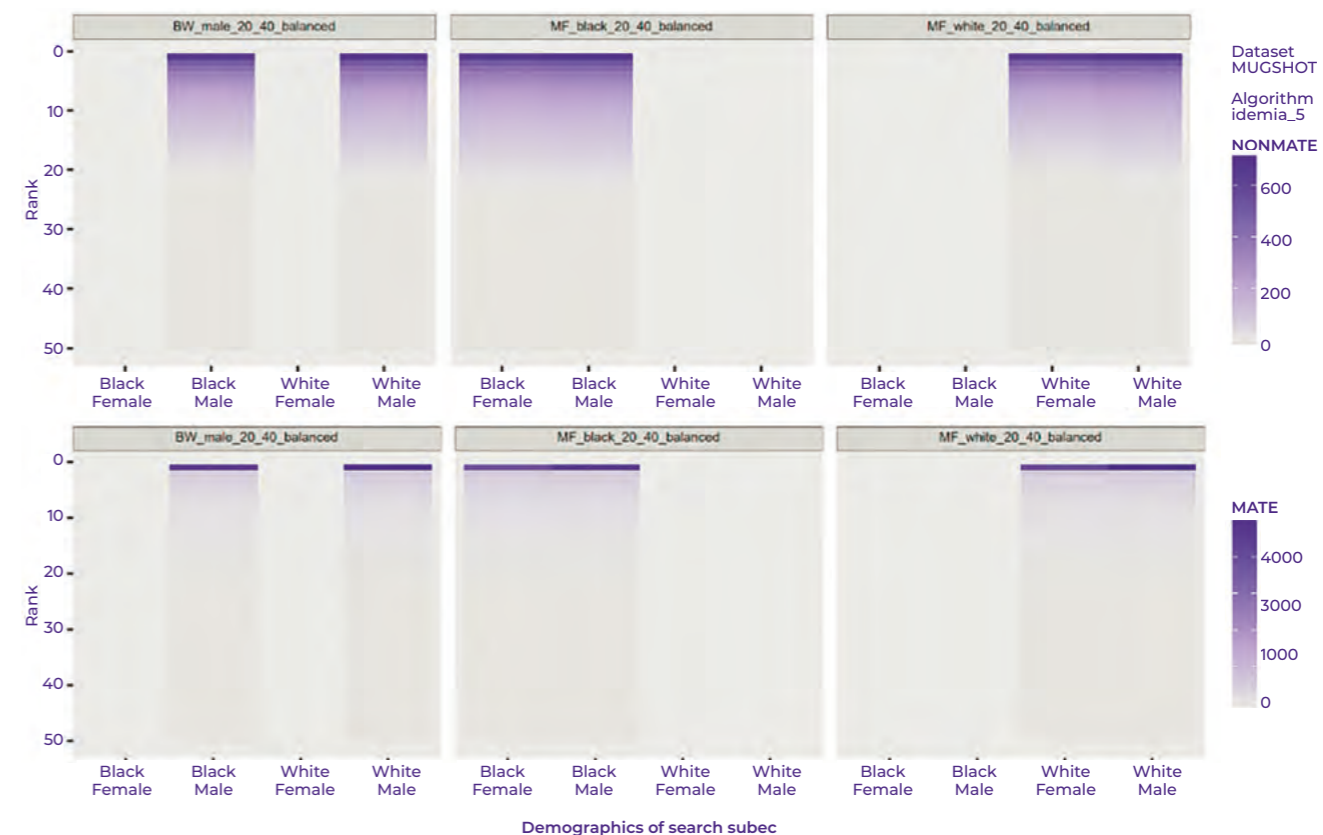 BW_male_20_40_balanced
MF_black_20_40_balanced
MF_white_20_40_balanced
Rank
0
10
20
30
40
50
Black Female
Black Male
White Female
White Male
Black Female
Black Male
White Female
White Male
Black Female
Black Male
White Female
White Male
Dataset
MUGSHOT
Algorithm
idemia_5
NONMATE
600
400
200
0
BW_male_20_40_balanced
MF_black_20_40_balanced
MF_white_20_40_balanced
Rank
0
10
20
30
40
50
Black Female
Black Male
White Female
White Male
Black Female
Black Male
White Female
White Male
Black Female
Black Male
White Female
White Male
MATE
4000
3000
1000
0
Demographics of search subec